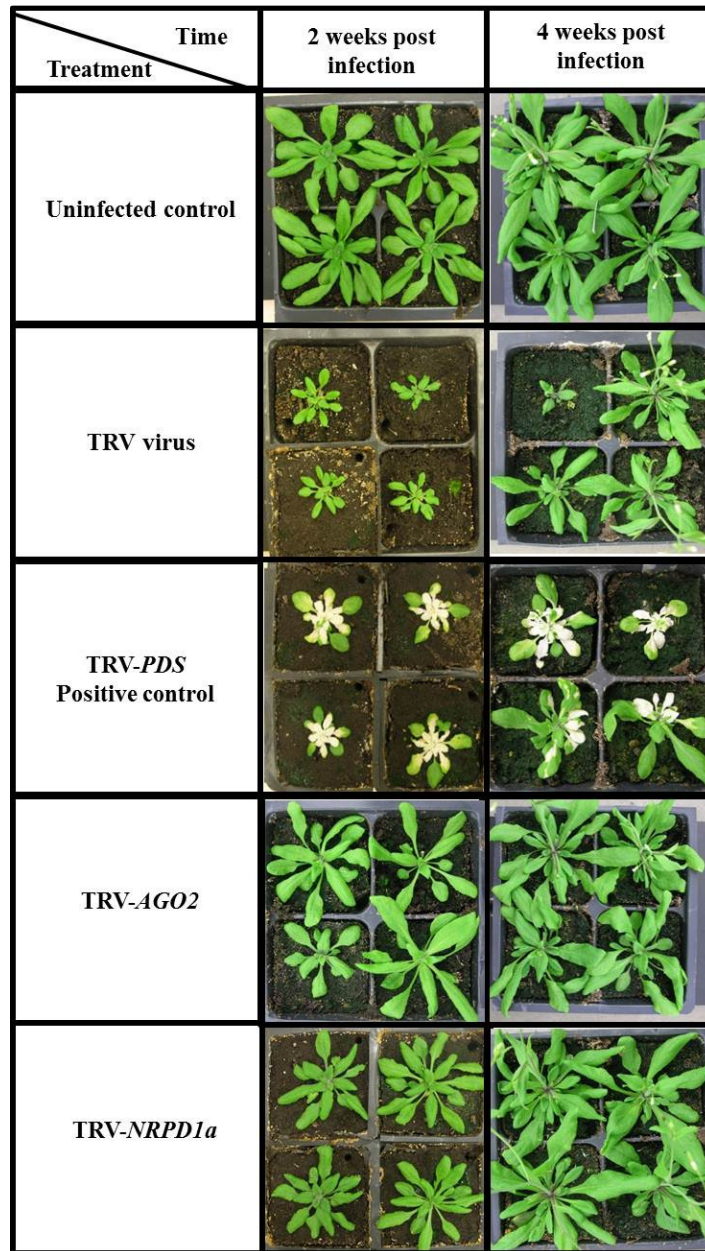 Time
Treatment
2 weeks post
infection
4 weeks post
infection
Uninfected control
TRV virus
TRV-PDS
Positive control
TRV-AGO2
TRV-NRPD1a